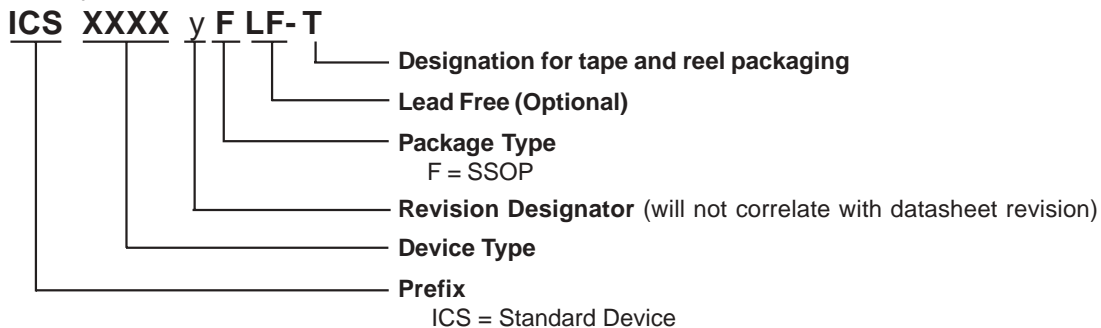 ICS XXXX y F LF- T
Designation for tape and reel packaging
Lead Free (Optional)
Package Type
F = SSOP
Revision Designator (will not correlate with datasheet revision)
Device Type
Prefix
ICS = Standard Device